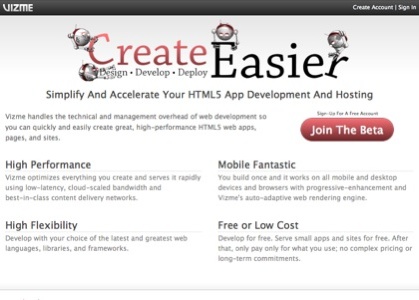 VIZME
Create Account | Sign In
Create Easier
Design • Develop • Deploy
Simplify And Accelerate Your HTML5 App Development And Hosting
Vizme handles the technical and management overhead of web development so
you can quickly and easily create great, high-performance HTML5 web apps,
pages, and sites.
Sign-Up For A Free Account
Join The Beta
High Performance
Vizme optimizes everything you create and serves it rapidly
using low-latency, cloud-scaled bandwidth and
best-in-class content delivery networks.
Mobile Fantastic
You build once and it works on all mobile and desktop
devices and browsers with progressive-enhancement and
Vizme's auto-adaptive web rendering engine.
High Flexibility
Develop with your choice of the latest and greatest web
languages, libraries, and frameworks.
Free or Low Cost
Develop for free. Serve small apps and sites for free. After
that, only pay only for what you use; no complex pricing or
long-term commitments.